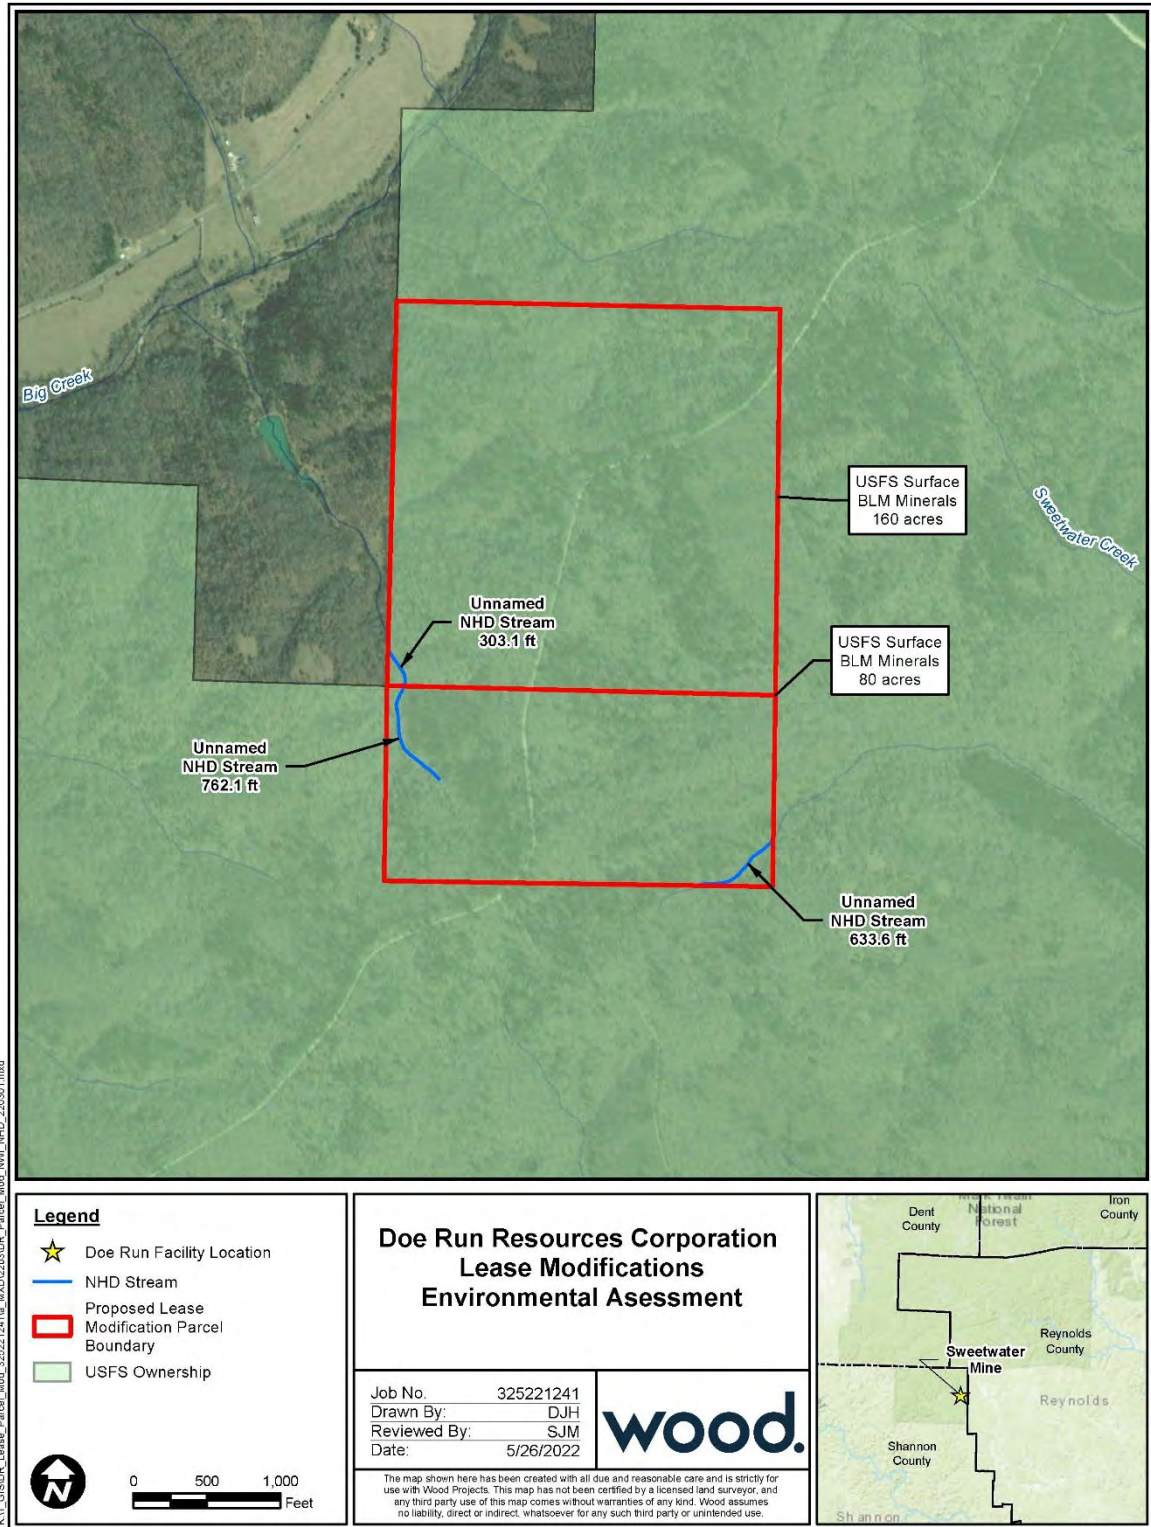 Big Creek
Sweetwater Creek
USFS Surface
BLM Minerals
160 acres
Unnamed
NHD Stream
303.1 ft
USFS Surface
BLM Minerals
80 acres
Unnamed
NHD Stream
762.1 ft
Unnamed
NHD Stream
633.6 ft
Legend
Doe Run Facility Location
NHD Stream
Proposed Lease
Modification Parcel
Boundary
USFS Ownership
N
0 500 1,000
Feet
Doe Run Resources Corporation
Lease Modifications
Environmental Asessment
Job No. 325221241
Drawn By: DJH
Reviewed By: SJM
Date: 5/26/2022
wood.
The map shown here has been created with all due and reasonable care and is strictly for
use with Wood Projects. This map has not been certified by a licensed land surveyor, and
any third party use of this map comes without warranties of any kind. Wood assumes
no liability, direct or indirect, whatsoever for any such third party or unintended use.
Mark Twain
National
Forest
Dent
County
Iron
County
Reynolds
County
Sweetwater
Mine
Reynolds
Shannon
County
Shannon